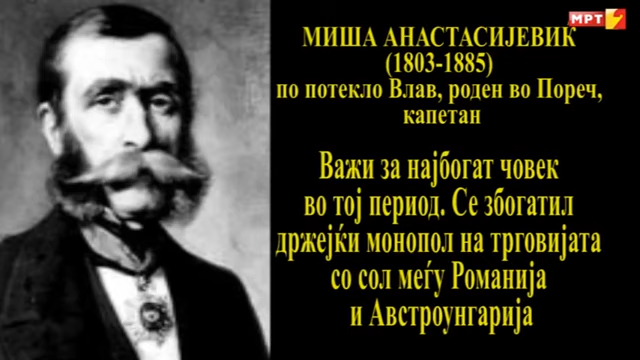 МРТ
МИША АНАСТАСИЈЕВИК
(1803-1885)
по потекло Влав, роден во Пореч,
капетан
Важи за најбогат човек
во тој период. Се збогатил
држејќи монопол на трговијата
со сол меѓу Романија
и Австроунгарија